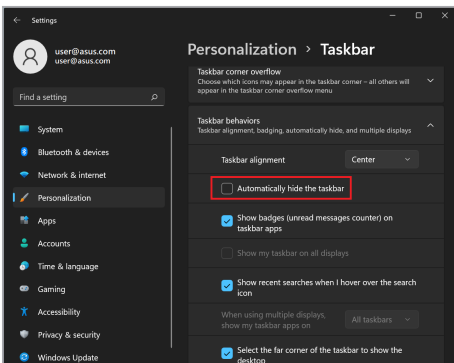 Settings
user@asus.com
user@asus.com
Find a setting
System
Bluetooth & devices
Network & internet
Personalization
Apps
Accounts
Time & language
Gaming
Accessibility
Privacy & security
Windows Update
Personalization > Taskbar
Taskbar corner overflow
Choose which icons may appear in the taskbar corner – all others will
appear in the taskbar corner overflow menu
Taskbar behaviors
Taskbar alignment, badging, automatically hide, and multiple displays
Taskbar alignment
Center
Automatically hide the taskbar
Show badges (unread messages counter) on
taskbar apps
Show my taskbar on all displays
Show recent searches when I hover over the search
icon
When using multiple displays,
show my taskbar apps on
All taskbars
Select the far corner of the taskbar to show the
desktop